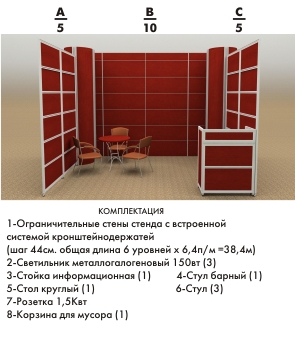 A B C
5 10 5
КОМПЛЕКТАЦИЯ
1-Ограничительные стены стенда с встроенной
системой кронштейнодержателей
(шаг 44см. общая длина 6 уровней х 6,4п/м =38,4м)
2-Светильник металлогалогеновый 150вт (3)
3-Стойка информационная (1) 4-Стол барный (1)
5-Стол круглый (1) 6-Стул (3)
7-Розетка 1,5Квт
8-Корзина для мусора (1)